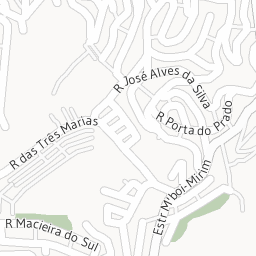 R José Alves da Silva
R Porta do Prado
R das Três Marias
Estr M'boi-Mirim
R Macieira do Sul